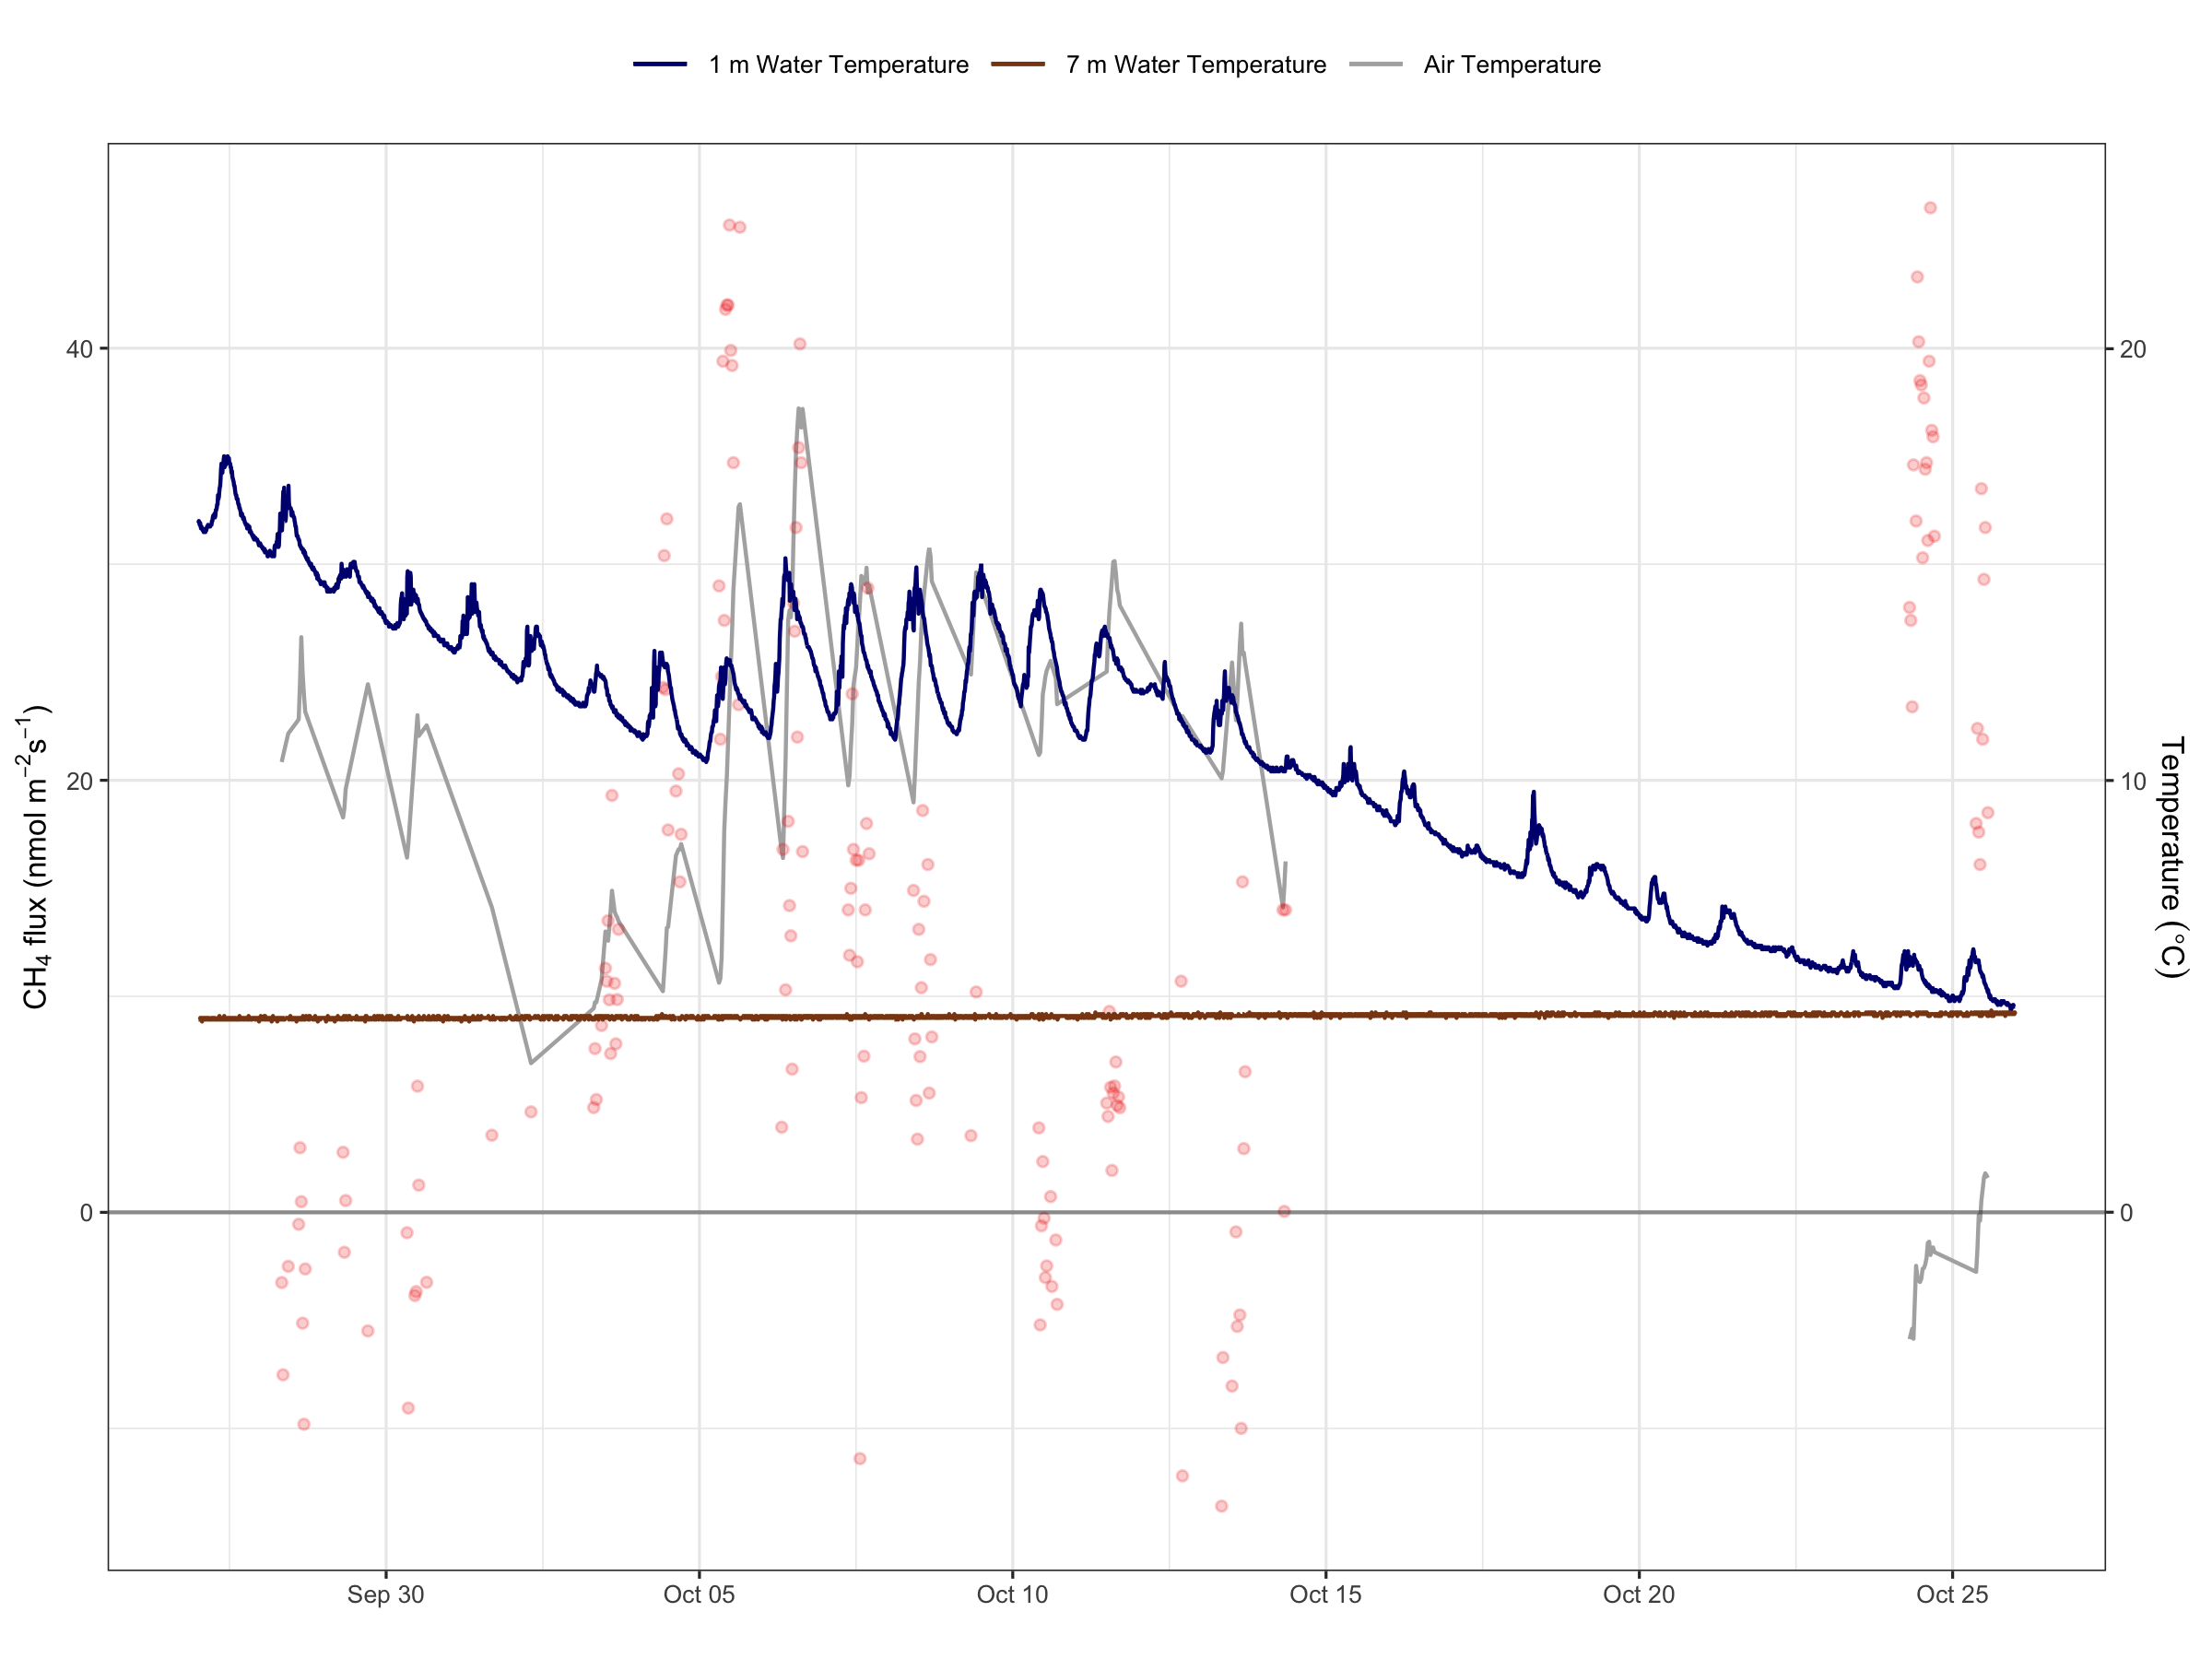 1 m Water Temperature 7 m Water Temperature Air Temperature
CH₄ flux (nmol m⁻²s⁻¹)
40
20
0
20
10
0
Temperature (°C)
Sep 30 Oct 05 Oct 10 Oct 15 Oct 20 Oct 25